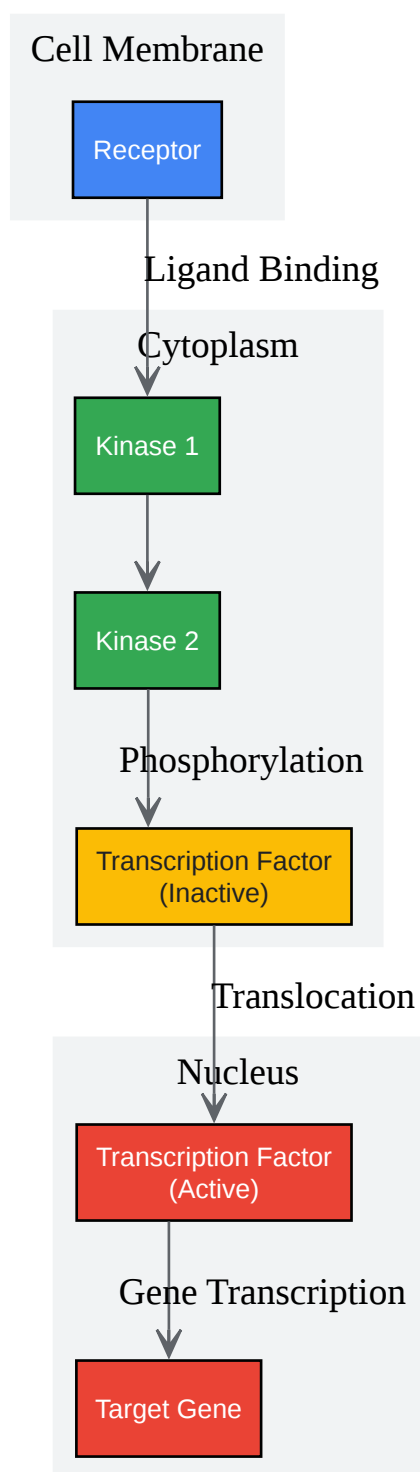 Cell Membrane
Receptor
Ligand Binding
Cytoplasm
Kinase 1
Kinase 2
Phosphorylation
Transcription Factor
(Inactive)
Translocation
Nucleus
Transcription Factor
(Active)
Gene Transcription
Target Gene